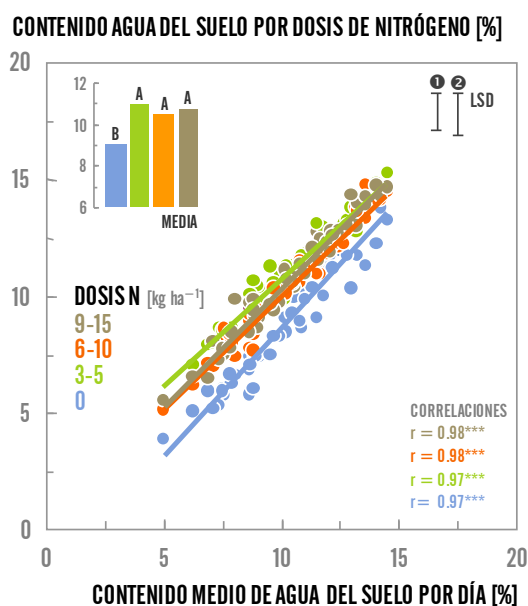 CONTENIDO AGUA DEL SUELO POR DOSIS DE NITRÓGENO [%]
20
15
10
5
0
12
10
8
6
B
A
A
A
MEDIA
1 2
LSD
DOSIS N [kg ha⁻¹]
9-15
6-10
3-5
0
CORRELACIONES
r = 0.98***
r = 0.98***
r = 0.97***
r = 0.97***
0 5 10 15 20
CONTENIDO MEDIO DE AGUA DEL SUELO POR DÍA [%]